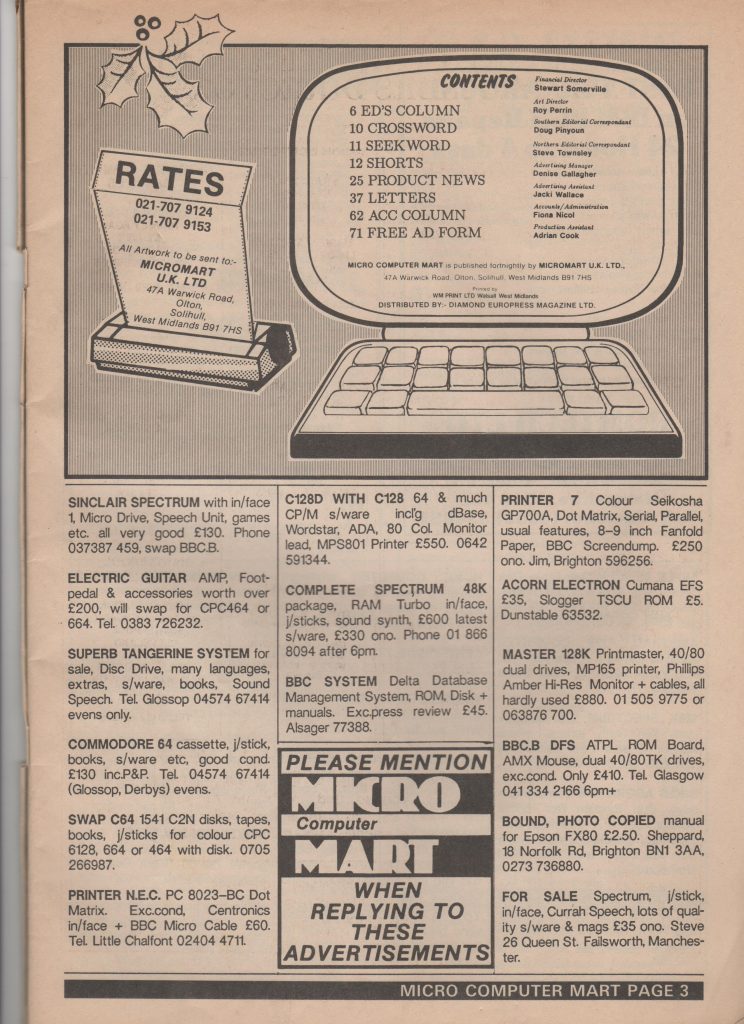 RATES
021-707 9124
021-707 9153
All Artwork to be sent to:-
MICROMART
U.K. LTD
47A Warwick Road,
Olton,
Solihull,
West Midlands B91 7HS
CONTENTS
6 ED'S COLUMN
10 CROSSWORD
11 SEEKWORD
12 SHORTS
25 PRODUCT NEWS
37 LETTERS
62 ACC COLUMN
71 FREE AD FORM
Financial Director
Stewart Somerville
Art Director
Roy Perrin
Southern Editorial Correspondant
Doug Pinyoun
Northern Editorial Correspondant
Steve Townsley
Advertising Manager
Denise Gallagher
Advertising Assistant
Jacki Wallace
Accounts/Administration
Fiona Nicol
Production Assistant
Adrian Cook
MICRO COMPUTER MART is published fortnightly by MICROMART U.K. LTD.,
47A Warwick Road, Olton, Solihull, West Midlands B91 7HS
Printed by
WM PRINT LTD Walsall West Midlands
DISTRIBUTED BY:- DIAMOND EUROPRESS MAGAZINE LTD.
SINCLAIR SPECTRUM with in/face
1, Micro Drive, Speech Unit, games
etc. all very good £130. Phone
037387 459, swap BBC.B.
ELECTRIC GUITAR AMP, Foot-
pedal & accessories worth over
£200, will swap for CPC464 or
664. Tel. 0383 726232.
SUPERB TANGERINE SYSTEM for
sale, Disc Drive, many languages,
extras, s/ware, books, Sound
Speech. Tel. Glossop 04574 67414
evens only.
COMMODORE 64 cassette, j/stick,
books, s/ware etc, good cond.
£130 inc.P&P. Tel. 04574 67414
(Glossop, Derbys) evens.
SWAP C64 1541 C2N disks, tapes,
books, j/sticks for colour CPC
6128, 664 or 464 with disk. 0705
266987.
PRINTER N.E.C. PC 8023-BC Dot
Matrix. Exc.cond, Centronics
in/face + BBC Micro Cable £60.
Tel. Little Chalfont 02404 4711.
C128D WITH C128 64 & much
CP/M s/ware incl'g dBase,
Wordstar, ADA, 80 Col. Monitor
lead, MPS801 Printer £550. 0642
591344.
COMPLETE SPECTRUM 48K
package, RAM Turbo in/face,
j/sticks, sound synth, £600 latest
s/ware, £330 ono. Phone 01 866
8094 after 6pm.
BBC SYSTEM Delta Database
Management System, ROM, Disk +
manuals. Exc.press review £45.
Alsager 77388.
PLEASE MENTION
MICRO
Computer
MART
WHEN
REPLYING TO
THESE
ADVERTISEMENTS
PRINTER 7 Colour Seikosha
GP700A, Dot Matrix, Serial, Parallel,
usual features, 8-9 inch Fanfold
Paper, BBC Screendump. £250
ono. Jim, Brighton 596256.
ACORN ELECTRON Cumana EFS
£35, Slogger TSCU ROM £5.
Dunstable 63532.
MASTER 128K Printmaster, 40/80
dual drives, MP165 printer, Phillips
Amber Hi-Res Monitor + cables, all
hardly used £880. 01 505 9775 or
063876 700.
BBC.B DFS ATPL ROM Board,
AMX Mouse, dual 40/80TK drives,
exc.cond. Only £410. Tel. Glasgow
041 334 2166 6pm+
BOUND, PHOTO COPIED manual
for Epson FX80 £2.50. Sheppard,
18 Norfolk Rd, Brighton BN1 3AA,
0273 736880.
FOR SALE Spectrum, j/stick,
in/face, Currah Speech, lots of qual-
ity s/ware & mags £35 ono. Steve
26 Queen St. Failsworth, Manches-
ter.
MICRO COMPUTER MART PAGE 3